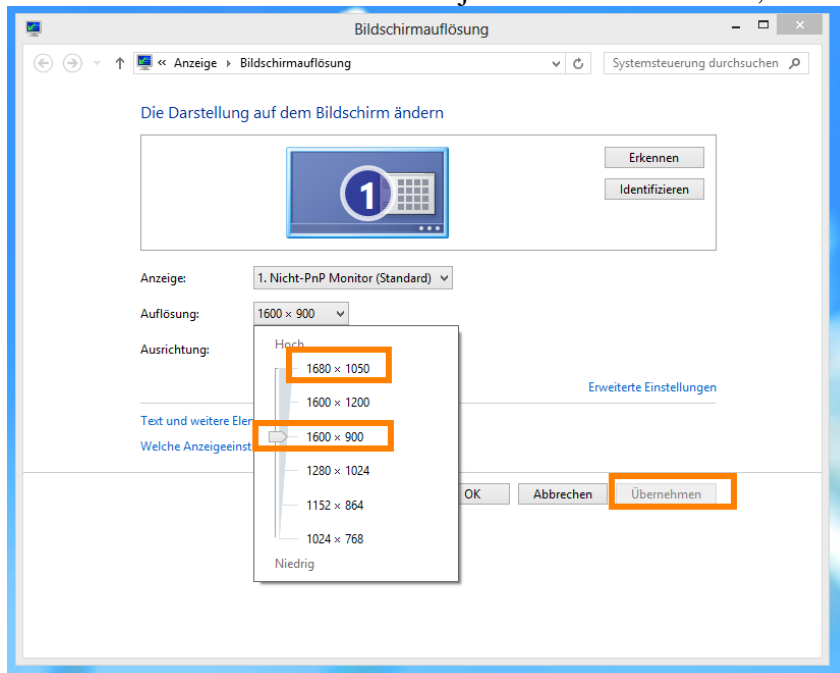 Bildschirmauflösung
« Anzeige ▸ Bildschirmauflösung
Systemsteuerung durchsuchen
Die Darstellung auf dem Bildschirm ändern
1
Erkennen
Identifizieren
Anzeige: 1. Nicht-PnP Monitor (Standard)
Auflösung: 1600 × 900
Ausrichtung:
Hoch
1680 × 1050
1600 × 1200
1600 × 900
1280 × 1024
1152 × 864
1024 × 768
Niedrig
Erweiterte Einstellungen
Text und weitere Ele
Welche Anzeigeeinst
OK Abbrechen Übernehmen